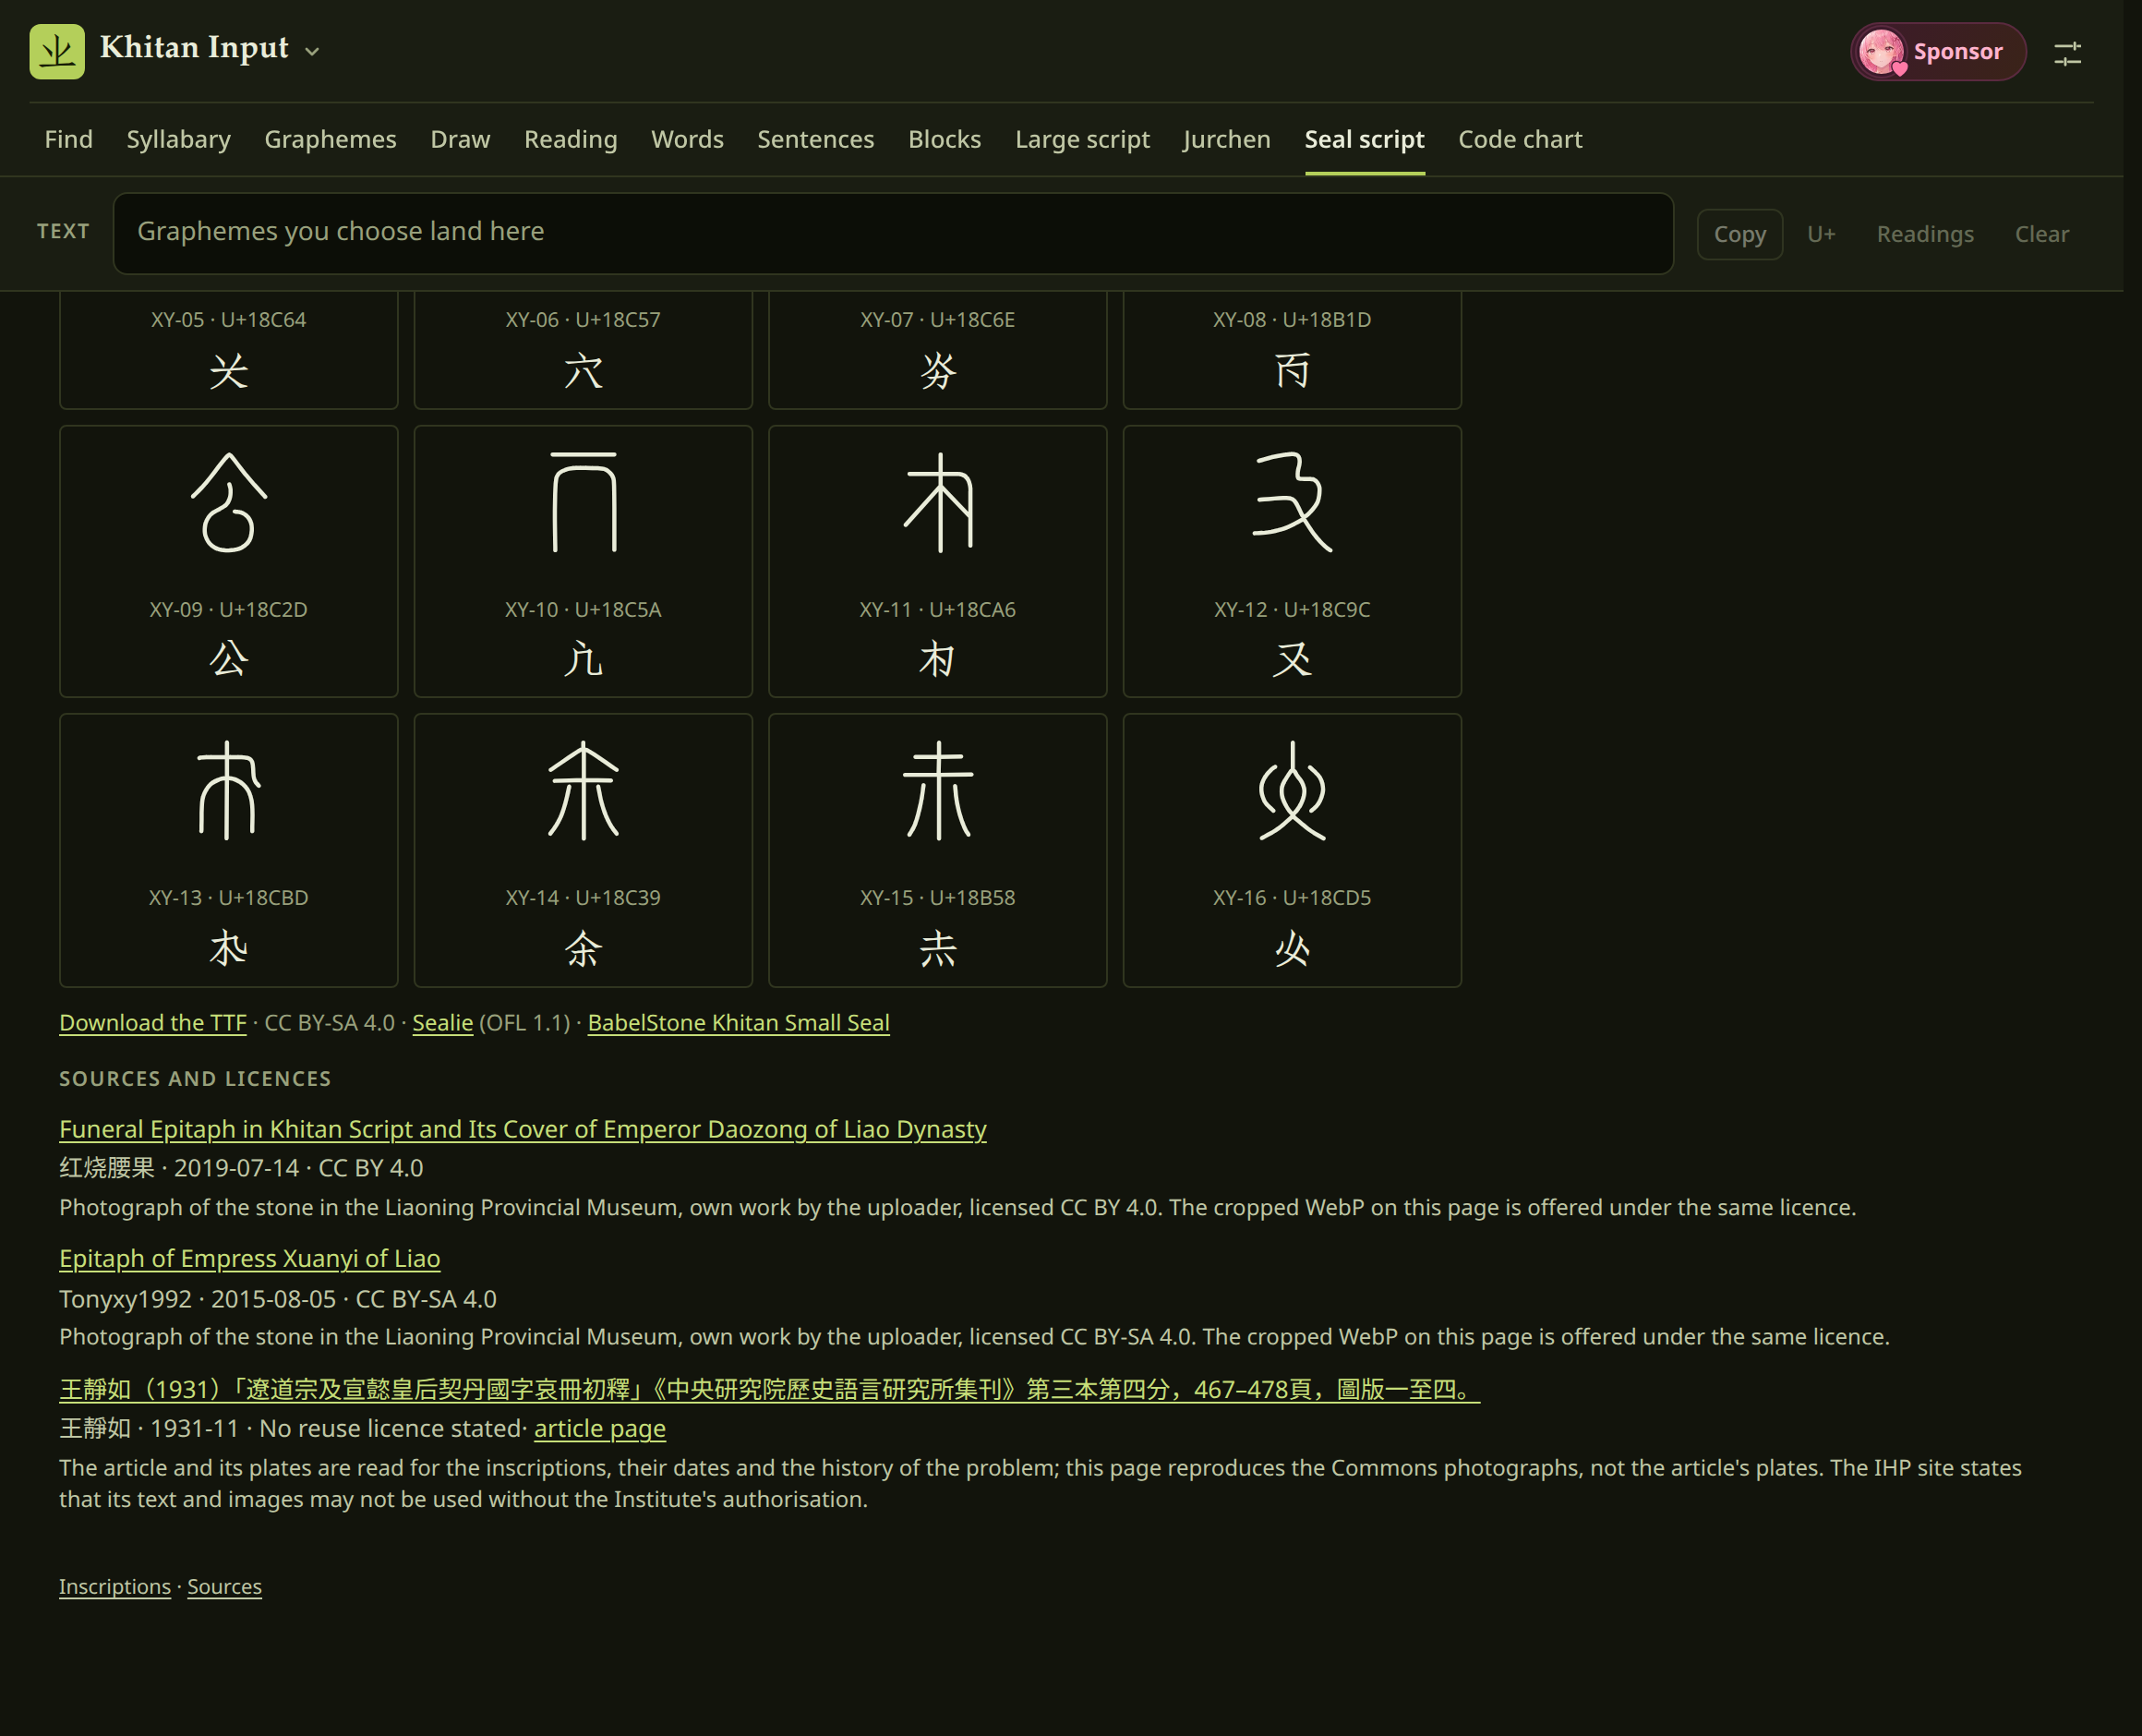 Khitan Input
Sponsor
Find Syllabary Graphemes Draw Reading Words Sentences Blocks Large script Jurchen Seal script Code chart
TEXT Graphemes you choose land here Copy U+ Readings Clear
XY-05 · U+18C64 XY-06 · U+18C57 XY-07 · U+18C6E XY-08 · U+18B1D
XY-09 · U+18C2D XY-10 · U+18C5A XY-11 · U+18CA6 XY-12 · U+18C9C
XY-13 · U+18CBD XY-14 · U+18C39 XY-15 · U+18B58 XY-16 · U+18CD5
Download the TTF · CC BY-SA 4.0 · Sealie (OFL 1.1) · BabelStone Khitan Small Seal
SOURCES AND LICENCES
Funeral Epitaph in Khitan Script and Its Cover of Emperor Daozong of Liao Dynasty
红烧腰果 · 2019-07-14 · CC BY 4.0
Photograph of the stone in the Liaoning Provincial Museum, own work by the uploader, licensed CC BY 4.0. The cropped WebP on this page is offered under the same licence.
Epitaph of Empress Xuanyi of Liao
Tonyxy1992 · 2015-08-05 · CC BY-SA 4.0
Photograph of the stone in the Liaoning Provincial Museum, own work by the uploader, licensed CC BY-SA 4.0. The cropped WebP on this page is offered under the same licence.
王靜如（1931）「遼道宗及宣懿皇后契丹國字哀冊初釋」《中央研究院歷史語言研究所集刊》第三本第四分，467–478頁，圖版一至四。
王靜如 · 1931-11 · No reuse licence stated· article page
The article and its plates are read for the inscriptions, their dates and the history of the problem; this page reproduces the Commons photographs, not the article's plates. The IHP site states
that its text and images may not be used without the Institute's authorisation.
Inscriptions · Sources